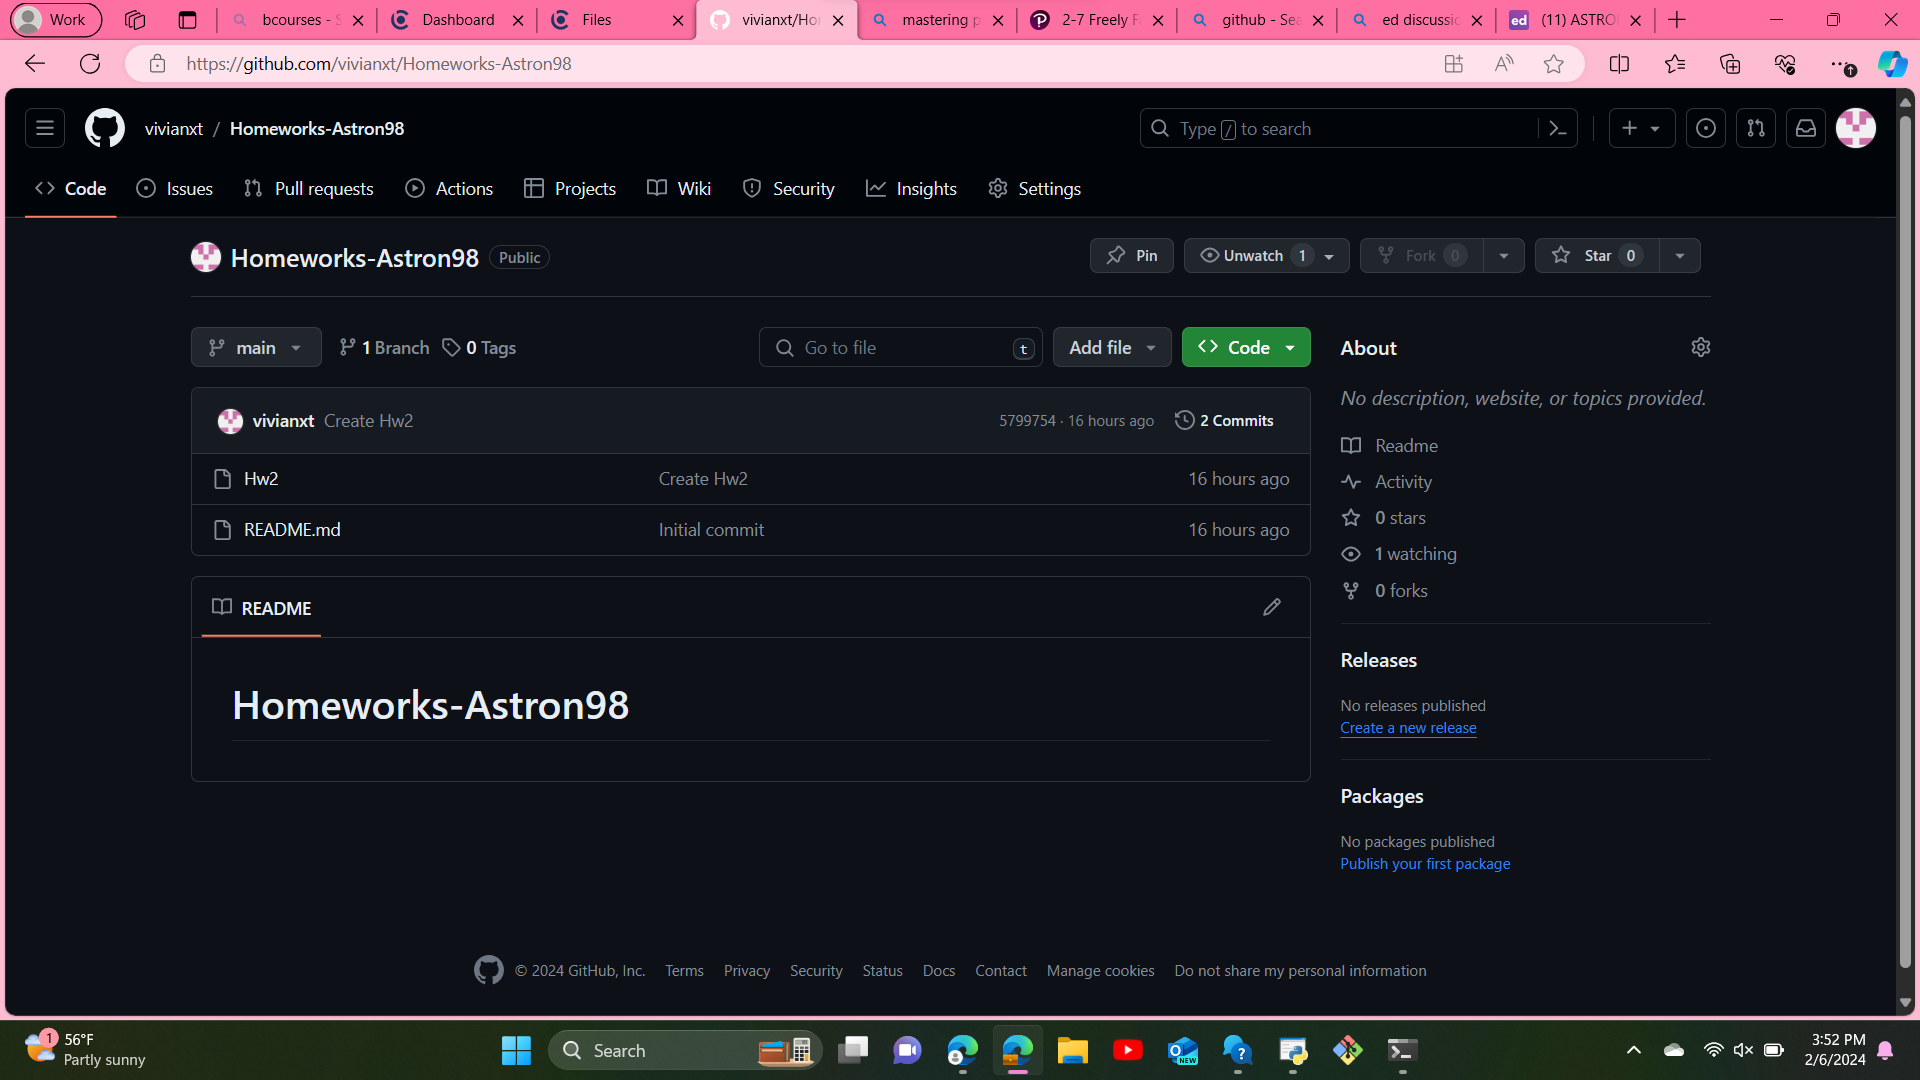 Work
bcourses - S
Dashboard
Files
vivianxt/Hor
mastering p
2-7 Freely Fa
github - Sea
ed discussio
ed
(11) ASTRO
https://github.com/vivianxt/Homeworks-Astron98
vivianxt / Homeworks-Astron98
Type / to search
Code
Issues
Pull requests
Actions
Projects
Wiki
Security
Insights
Settings
Homeworks-Astron98
Public
Pin
Unwatch 1
Fork 0
Star 0
main
1 Branch
0 Tags
Go to file
t
Add file
Code
About
No description, website, or topics provided.
vivianxt Create Hw2
5799754 · 16 hours ago
2 Commits
Hw2
Create Hw2
16 hours ago
README.md
Initial commit
16 hours ago
Readme
Activity
0 stars
1 watching
0 forks
README
Homeworks-Astron98
Releases
No releases published
Create a new release
Packages
No packages published
Publish your first package
© 2024 GitHub, Inc.
Terms
Privacy
Security
Status
Docs
Contact
Manage cookies
Do not share my personal information
1
56°F
Partly sunny
Search
NEW
3:52 PM
2/6/2024